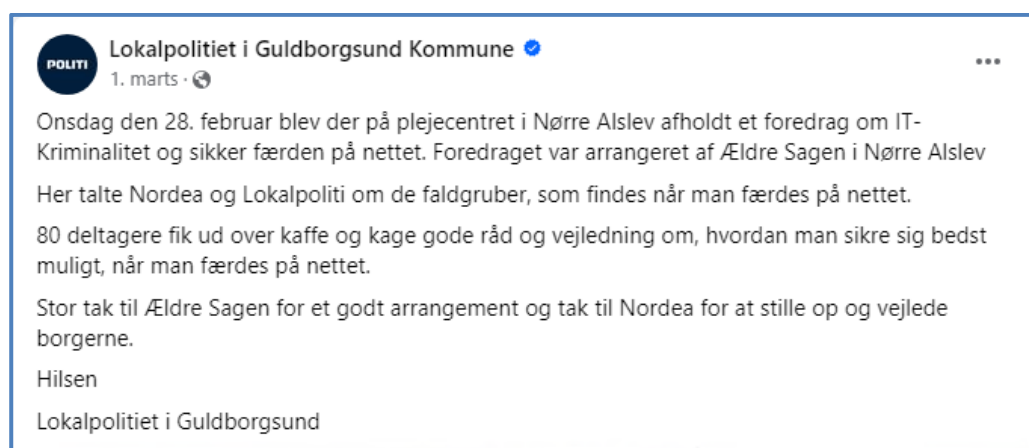 POLITI
Lokalpolitiet i Guldborgsund Kommune
1. marts ·
Onsdag den 28. februar blev der på plejecentret i Nørre Alslev afholdt et foredrag om IT-
Kriminalitet og sikker færden på nettet. Foredraget var arrangeret af Ældre Sagen i Nørre Alslev
Her talte Nordea og Lokalpoliti om de faldgruber, som findes når man færdes på nettet.
80 deltagere fik ud over kaffe og kage gode råd og vejledning om, hvordan man sikre sig bedst
muligt, når man færdes på nettet.
Stor tak til Ældre Sagen for et godt arrangement og tak til Nordea for at stille op og vejlede
borgerne.
Hilsen
Lokalpolitiet i Guldborgsund